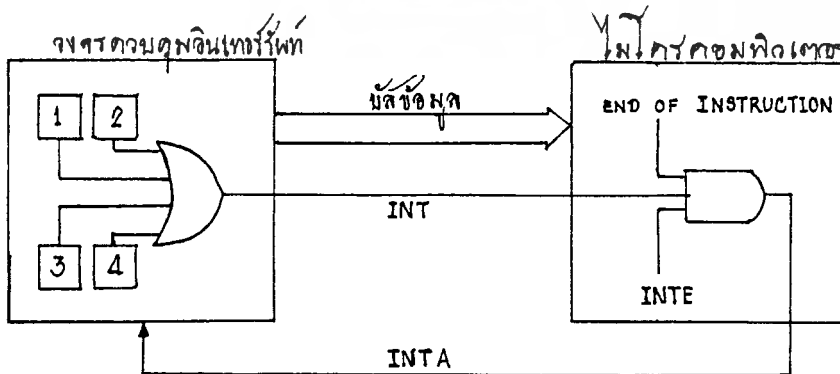 วงจรควบคุมอินเทอร์รัพท์
ไมโครคอมพิวเตอร์
1 2
บัสข้อมูล
END OF INSTRUCTION
INT
3 4
INTE
INTA